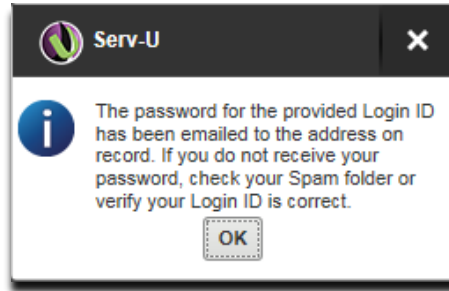 Serv-U
The password for the provided Login ID
has been emailed to the address on
record. If you do not receive your
password, check your Spam folder or
verify your Login ID is correct.
OK